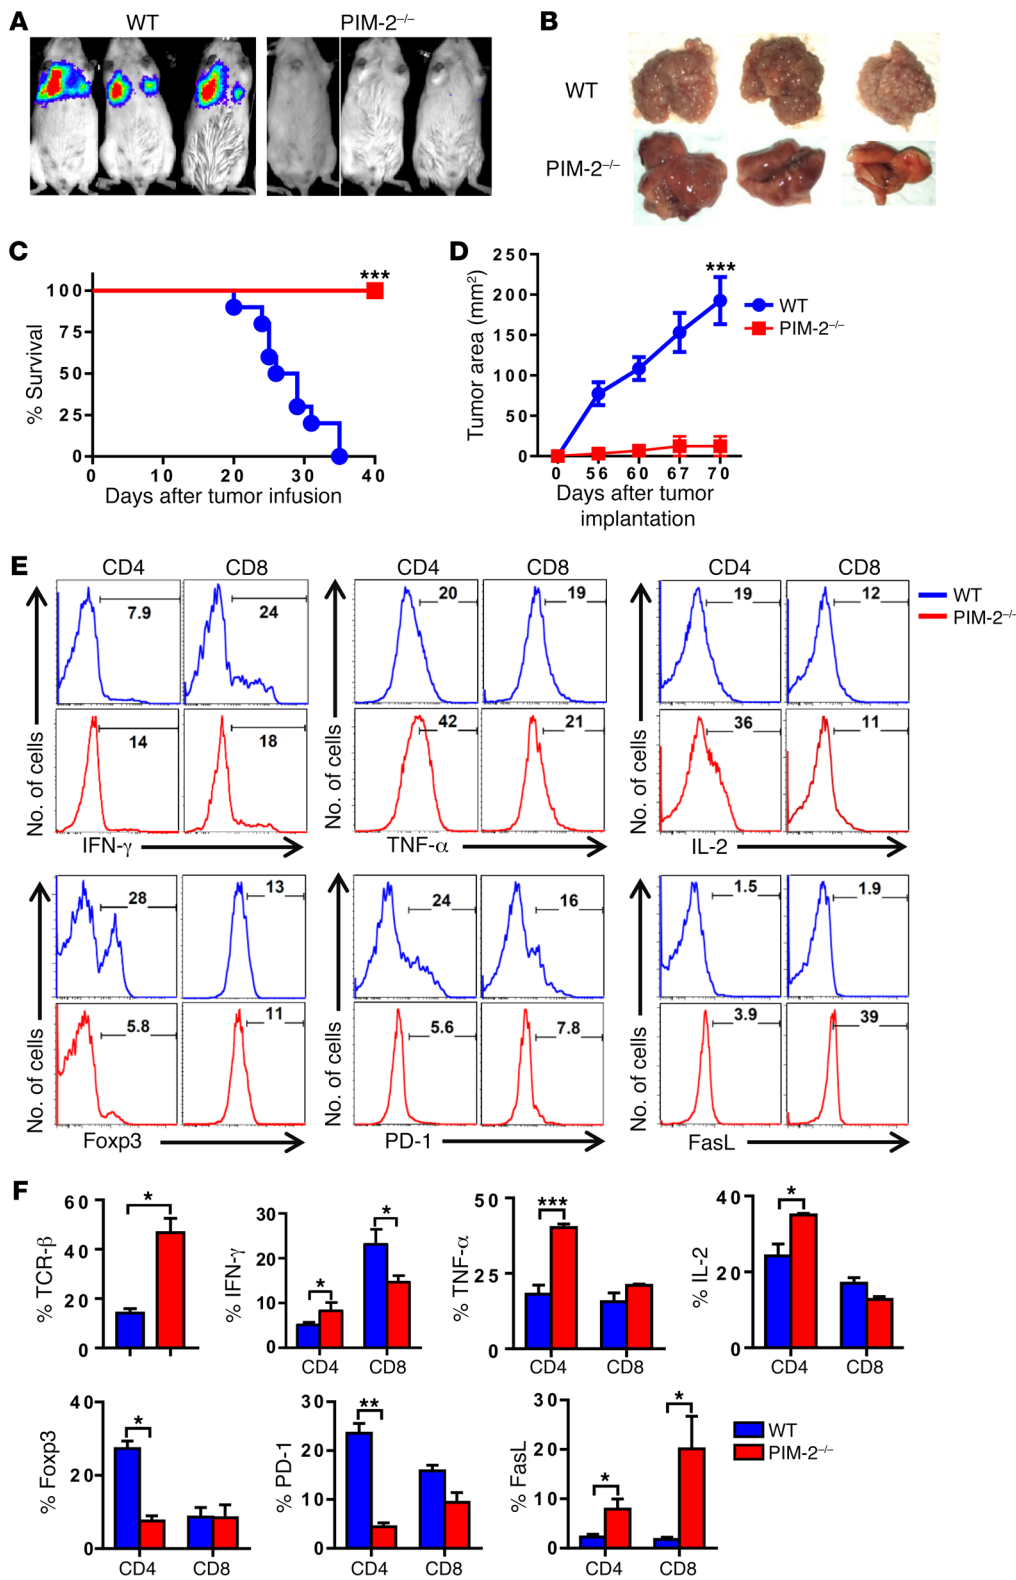 A
WT
PIM-2−/−
B
WT
PIM-2−/−
C
% Survival
100
75
50
25
0
0 10 20 30 40
Days after tumor infusion
***
D
Tumor area (mm2)
250
200
150
100
50
0
0 56 60 67 70
Days after tumor
implantation
***
WT
PIM-2−/−
E
CD4 CD8 CD4 CD8 CD4 CD8
WT
PIM-2−/−
No. of cells
7.9 24
14 18
IFN-γ
No. of cells
20 19
42 21
TNF-α
No. of cells
19 12
36 11
IL-2
No. of cells
28 13
5.8 11
Foxp3
No. of cells
24 16
5.6 7.8
PD-1
No. of cells
1.5 1.9
3.9 39
FasL
F
% TCR-β
60
40
20
0
*
% IFN-γ
30
20
10
0
*
*
CD4 CD8
% TNF-α
50
25
0
***
CD4 CD8
% IL-2
40
20
0
*
CD4 CD8
% Foxp3
40
20
0
*
CD4 CD8
% PD-1
30
20
10
0
**
CD4 CD8
% FasL
30
20
10
0
*
*
CD4 CD8
WT
PIM-2−/−